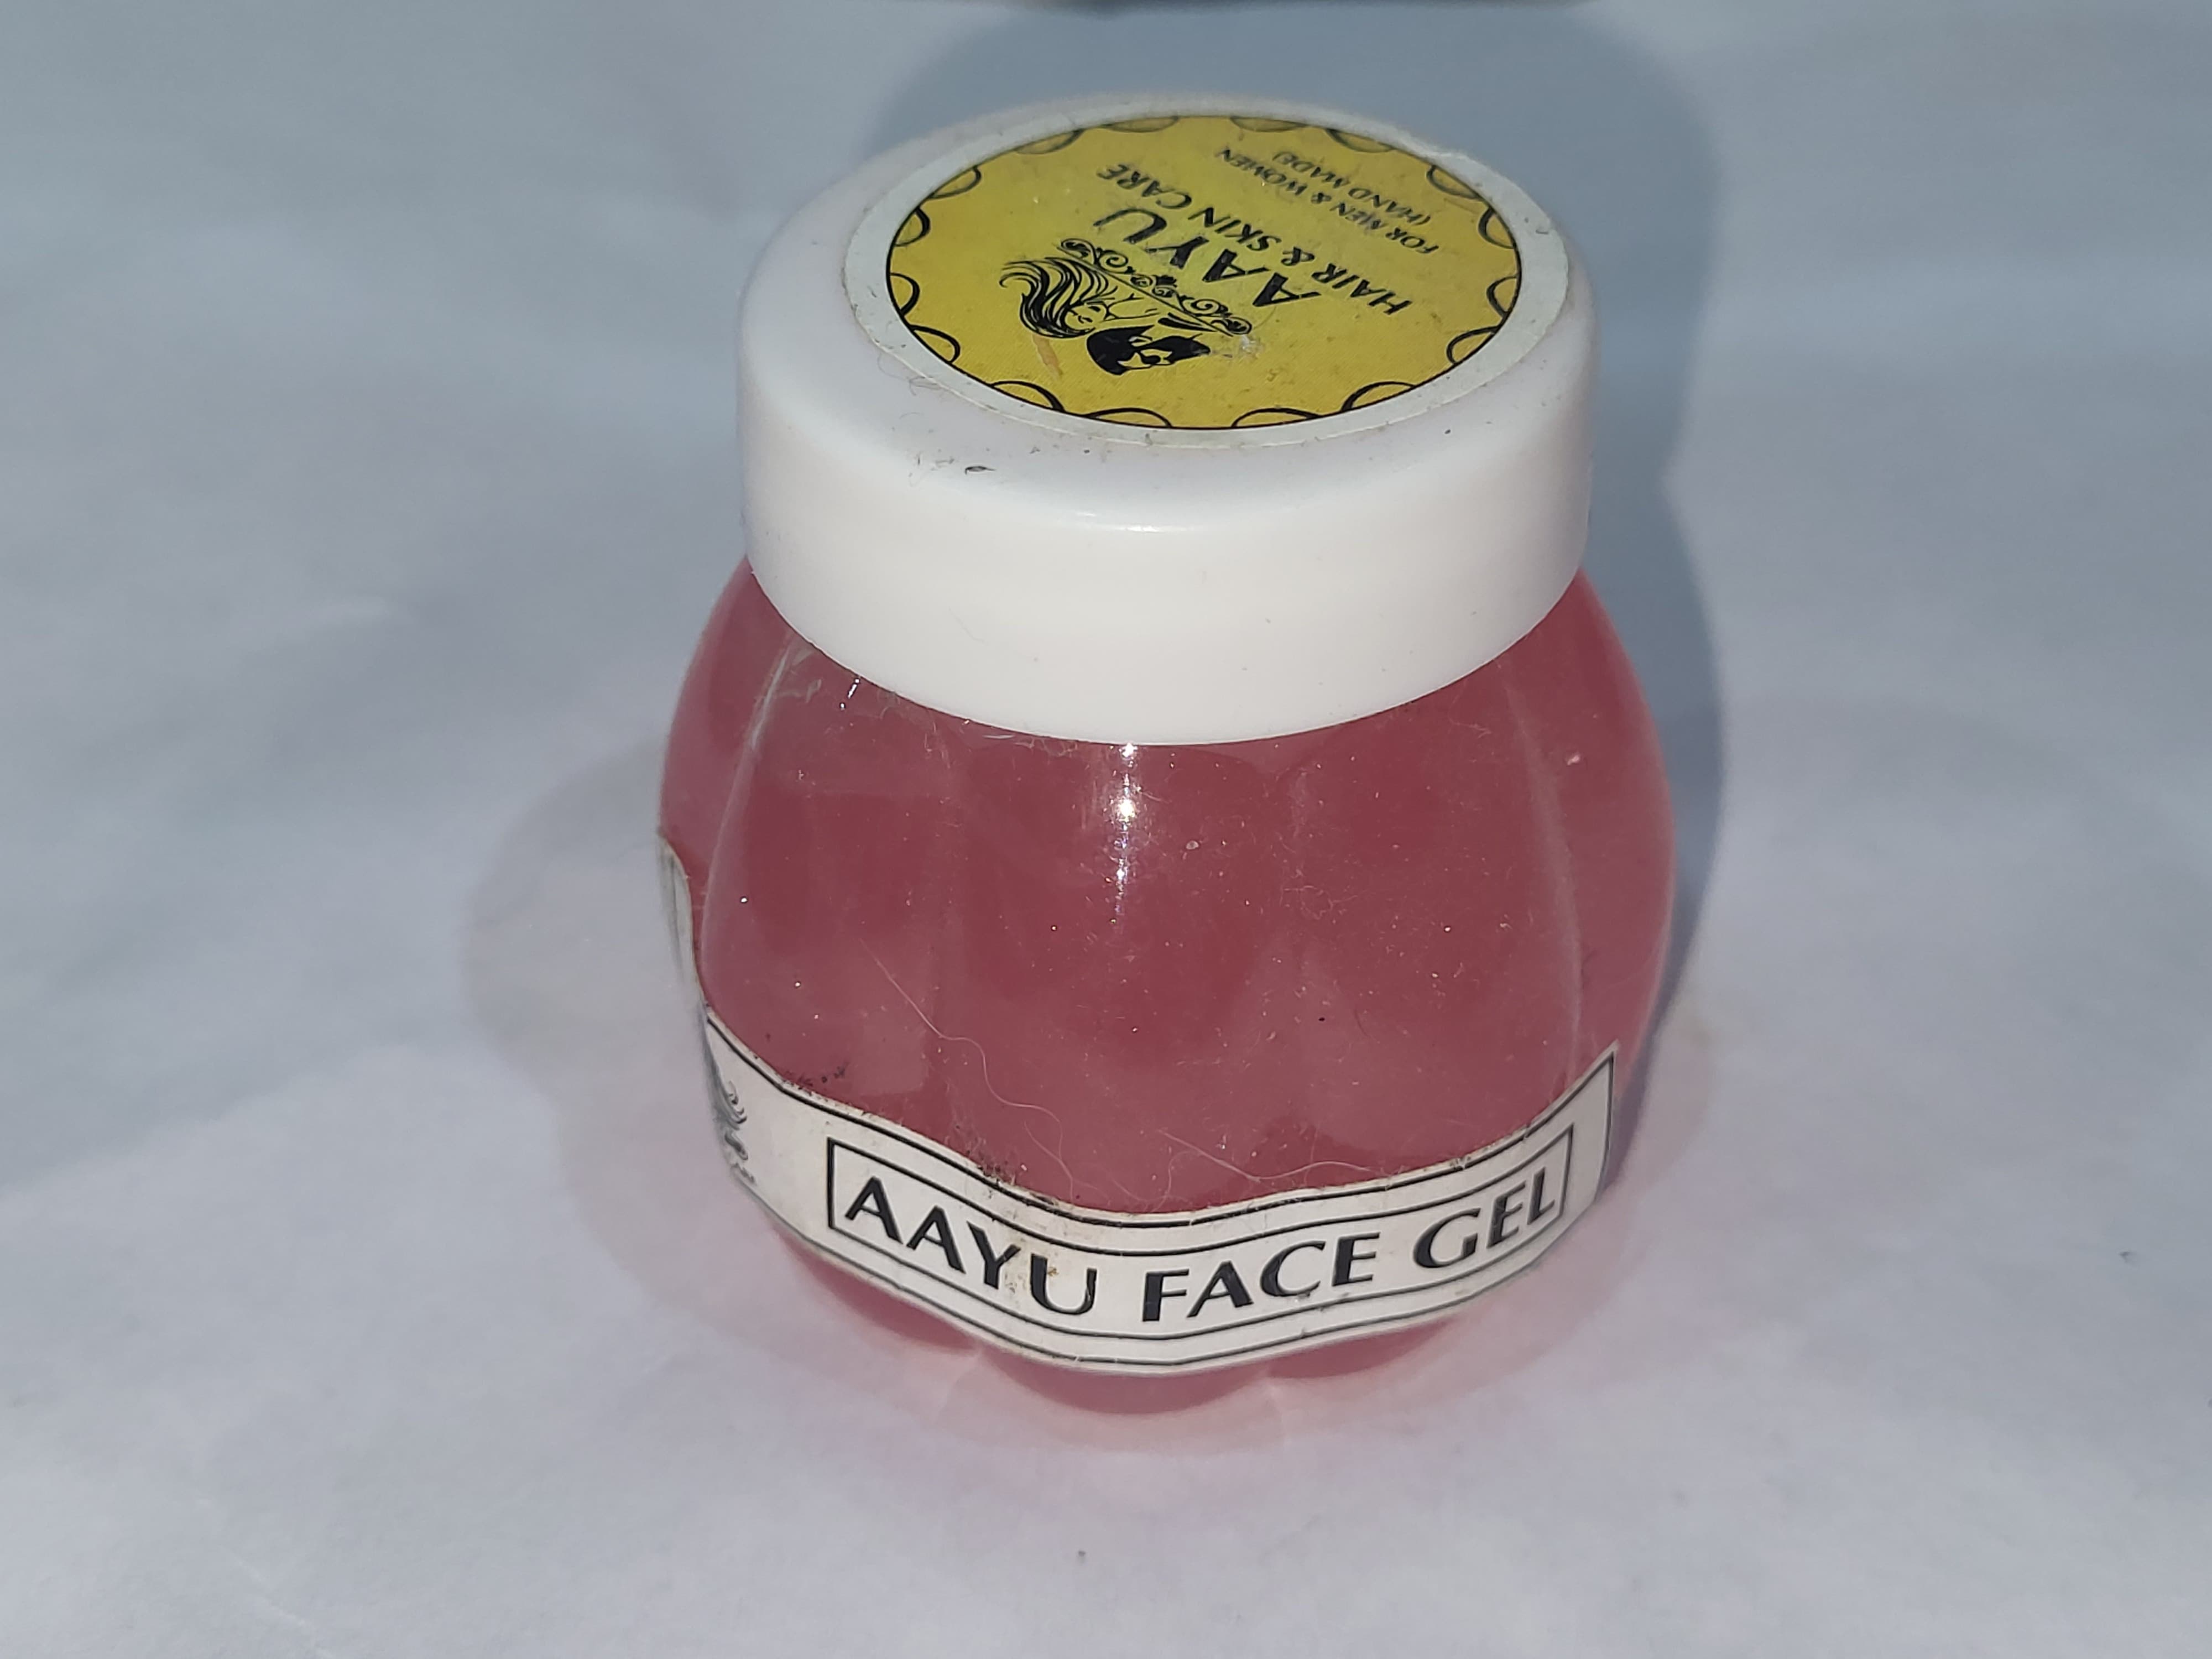 AAYU
HAIR & SKIN CARE
FOR MEN & WOMEN
(HAND MADE)
AAYU FACE GEL